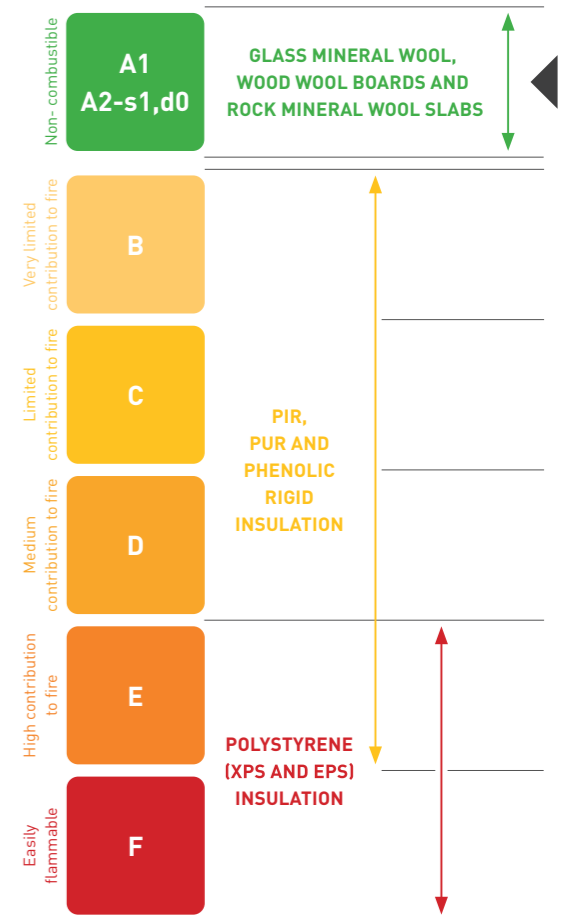 Non- combustible
A1
A2-s1,d0
GLASS MINERAL WOOL,
WOOD WOOL BOARDS AND
ROCK MINERAL WOOL SLABS
Very limited
contribution to fire
B
Limited
contribution to fire
C
PIR,
PUR AND
PHENOLIC
RIGID
INSULATION
Medium
contribution to fire
D
High contribution
to fire
E
POLYSTYRENE
(XPS AND EPS)
INSULATION
Easily
flammable
F